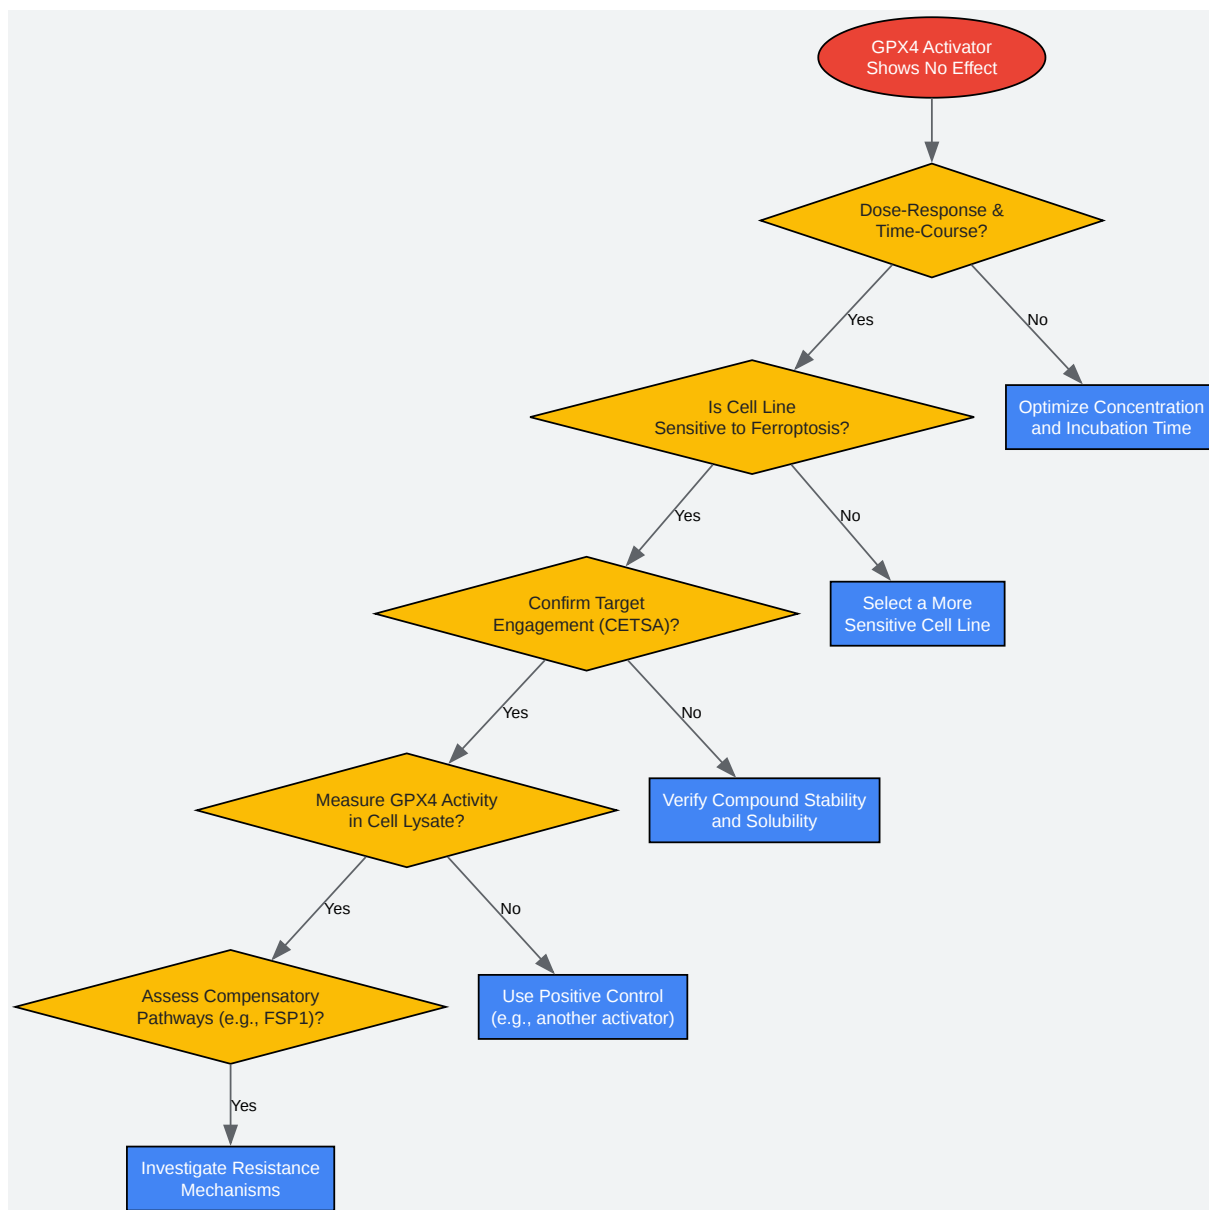 GPX4 Activator
Shows No Effect
Dose-Response &
Time-Course?
Yes
No
Is Cell Line
Sensitive to Ferroptosis?
Optimize Concentration
and Incubation Time
Yes
No
Confirm Target
Engagement (CETSA)?
Select a More
Sensitive Cell Line
Yes
No
Measure GPX4 Activity
in Cell Lysate?
Verify Compound Stability
and Solubility
Yes
No
Assess Compensatory
Pathways (e.g., FSP1)?
Use Positive Control
(e.g., another activator)
Yes
Investigate Resistance
Mechanisms